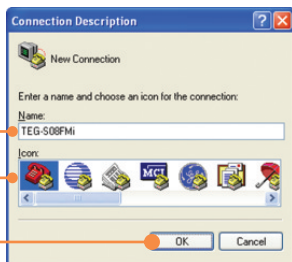 Connection Description
New Connection
Enter a name and choose an icon for the connection:
Name:
TEG-S08FMi
Icon:
MCI
OK
Cancel